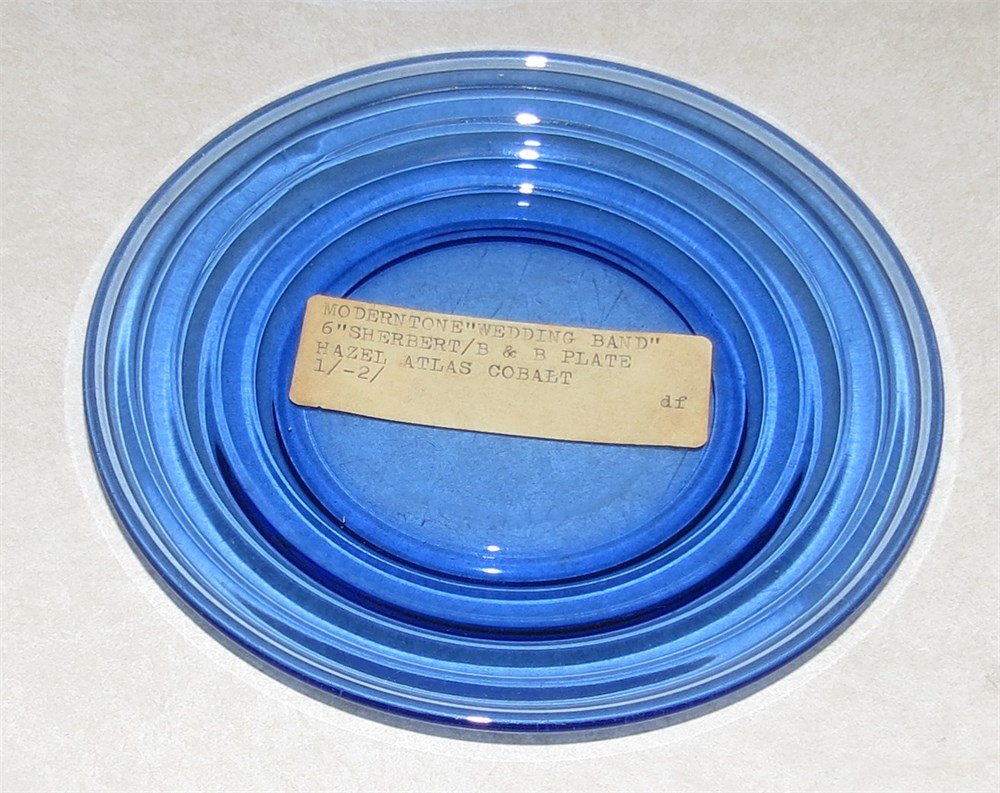 MODERNTONE"WEDDING BAND"
6"SHERBERT/B & B PLATE
HAZEL ATLAS COBALT
1/-2/
df